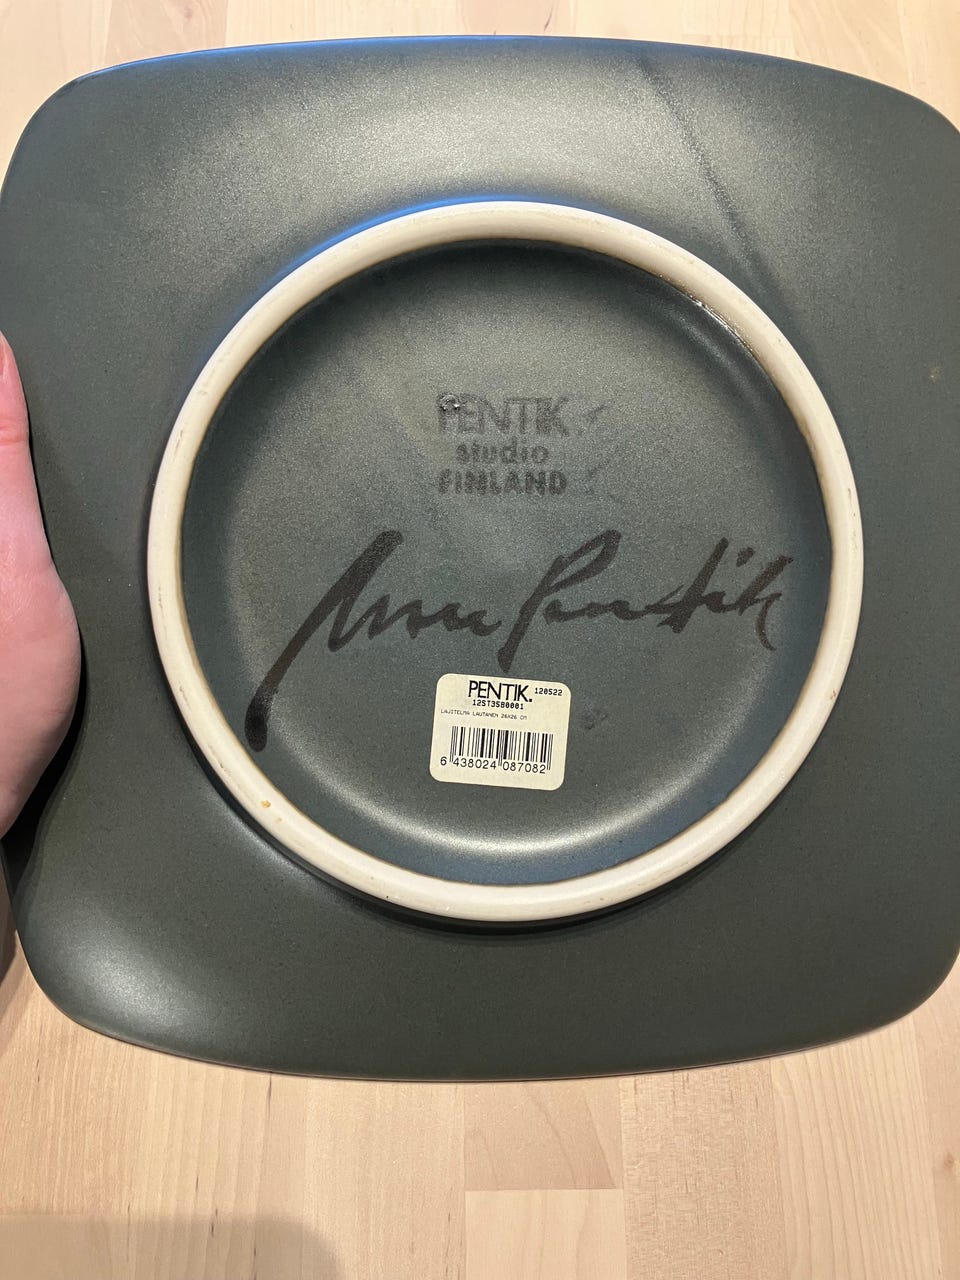 PENTIK
studio
FINLAND
Anu Pentik
PENTIK. 120522
12ST35B0001
LAJITELMA LAUTANEN 26X26 CM
6 438024 087082